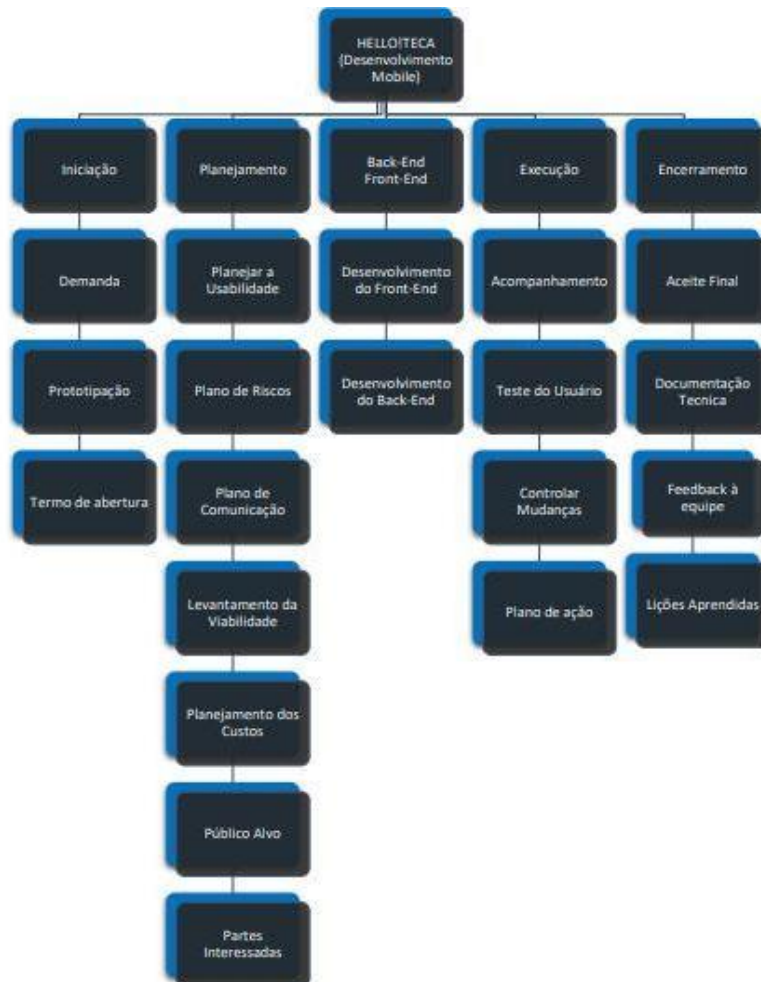 HELLO!TECA
(Desenvolvimento
Mobile)
Iniciação
Demanda
Prototipação
Termo de abertura
Planejamento
Planejar a
Usabilidade
Plano de Riscos
Plano de
Comunicação
Levantamento da
Viabilidade
Planejamento dos
Custos
Público Alvo
Partes
Interessadas
Back-End
Front-End
Desenvolvimento
do Front-End
Desenvolvimento
do Back-End
Execução
Acompanhamento
Teste do Usuário
Controlar
Mudanças
Plano de ação
Encerramento
Aceite Final
Documentação
Tecnica
Feedback à
equipe
Lições Aprendidas